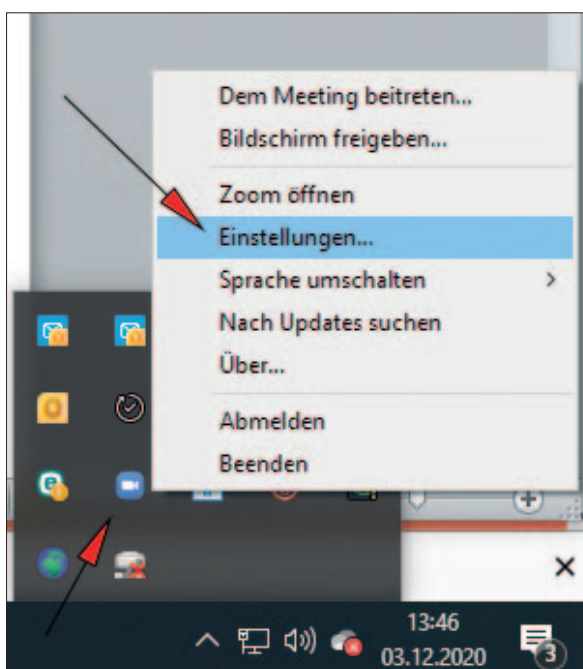 Dem Meeting beitreten...
Bildschirm freigeben...
Zoom öffnen
Einstellungen...
Sprache umschalten
Nach Updates suchen
Über...
Abmelden
Beenden
13:46
03.12.2020
3